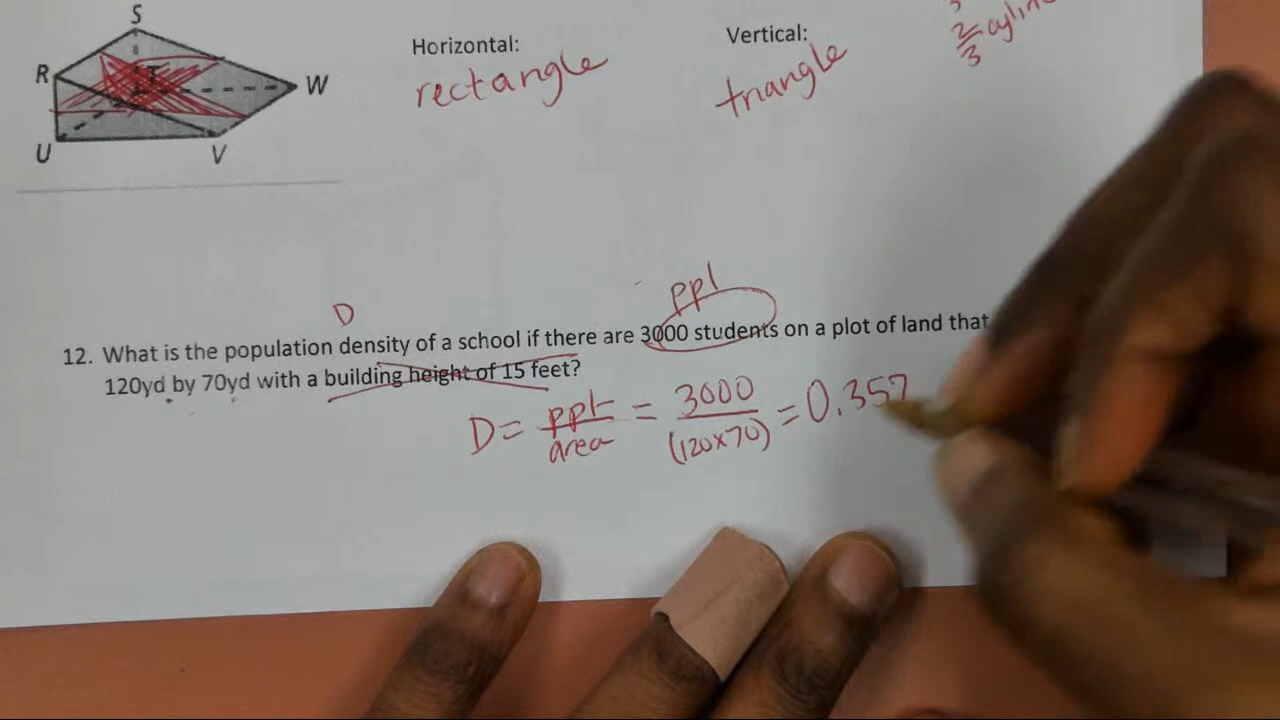 S
R
T
W
U
V
Horizontal:
rectangle
Vertical:
triangle
2/3 cylin
D
ppl
12. What is the population density of a school if there are 3000 students on a plot of land that
120yd by 70yd with a building height of 15 feet?
D = ppl/area = 3000/(120x70) = 0.357